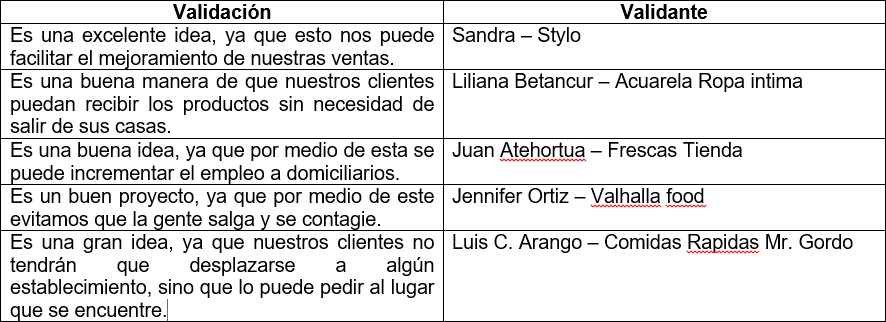 Validación Validante
Es una excelente idea, ya que esto nos puede Sandra – Stylo
facilitar el mejoramiento de nuestras ventas.
Es una buena manera de que nuestros clientes Liliana Betancur – Acuarela Ropa intima
puedan recibir los productos sin necesidad de
salir de sus casas.
Es una buena idea, ya que por medio de esta se Juan Atehortua – Frescas Tienda
puede incrementar el empleo a domiciliarios.
Es un buen proyecto, ya que por medio de este Jennifer Ortiz – Valhalla food
evitamos que la gente salga y se contagie.
Es una gran idea, ya que nuestros clientes no Luis C. Arango – Comidas Rapidas Mr. Gordo
tendrán que desplazarse a algún
establecimiento, sino que lo puede pedir al lugar
que se encuentre.